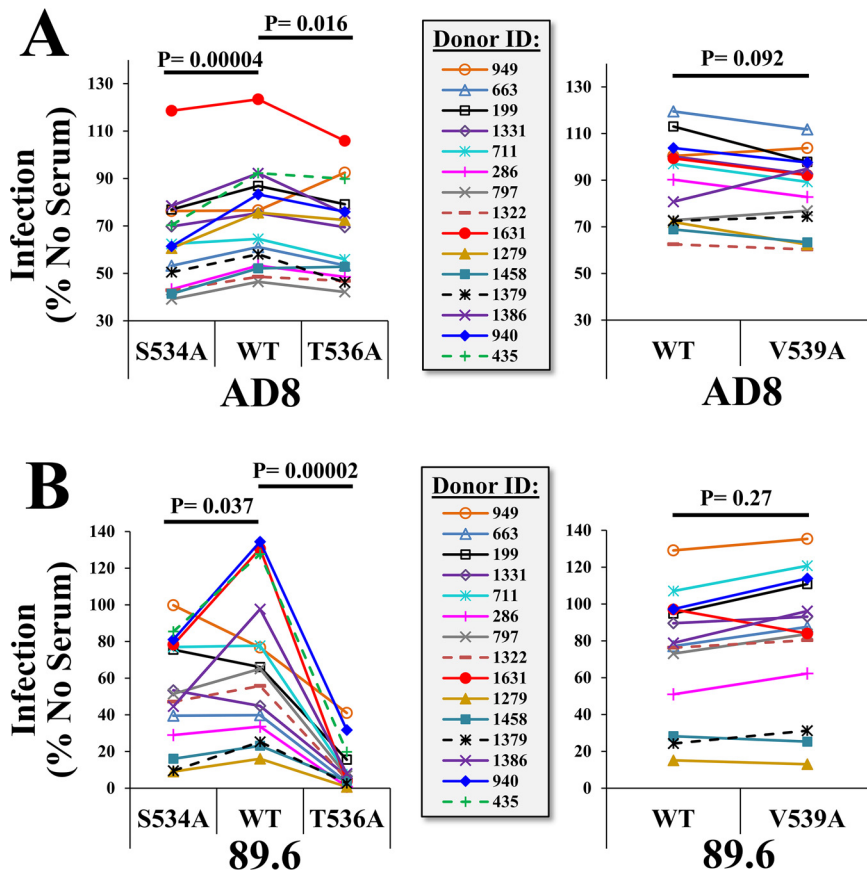 A
P= 0.00004
P= 0.016
Infection
(% No Serum)
130
110
90
70
50
30
S534A
WT
T536A
AD8
Donor ID:
949
663
199
1331
711
286
797
1322
1631
1279
1458
1379
1386
940
435
P= 0.092
130
110
90
70
50
30
WT
V539A
AD8
B
P= 0.037
P= 0.00002
Infection
(% No Serum)
140
120
100
80
60
40
20
0
S534A
WT
T536A
89.6
Donor ID:
949
663
199
1331
711
286
797
1322
1631
1279
1458
1379
1386
940
435
P= 0.27
140
120
100
80
60
40
20
0
WT
V539A
89.6